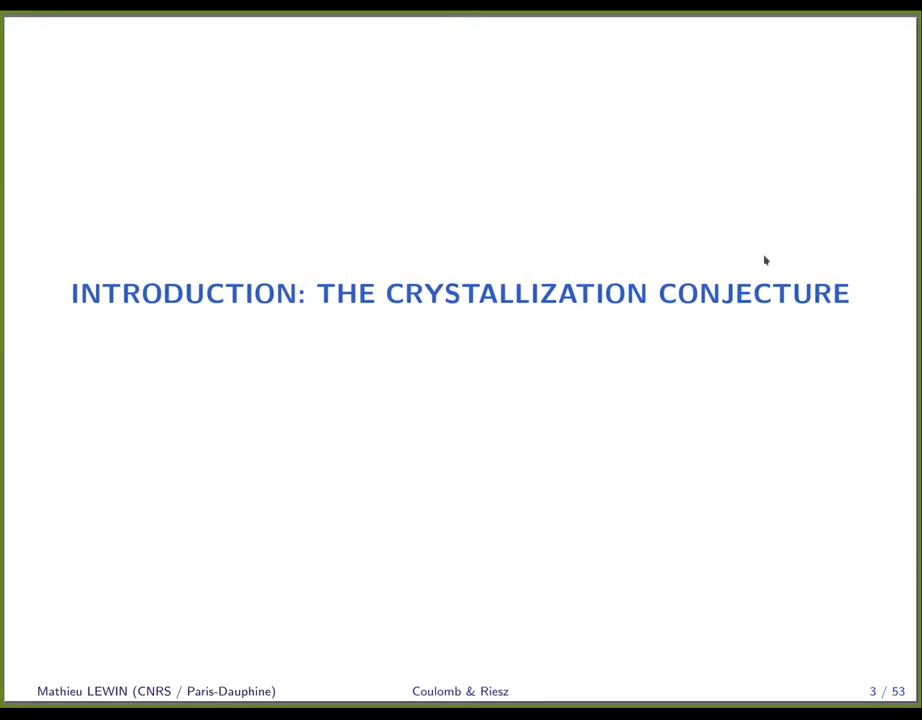 INTRODUCTION: THE CRYSTALLIZATION CONJECTURE
Mathieu LEWIN (CNRS / Paris-Dauphine)
Coulomb & Riesz
3 / 53